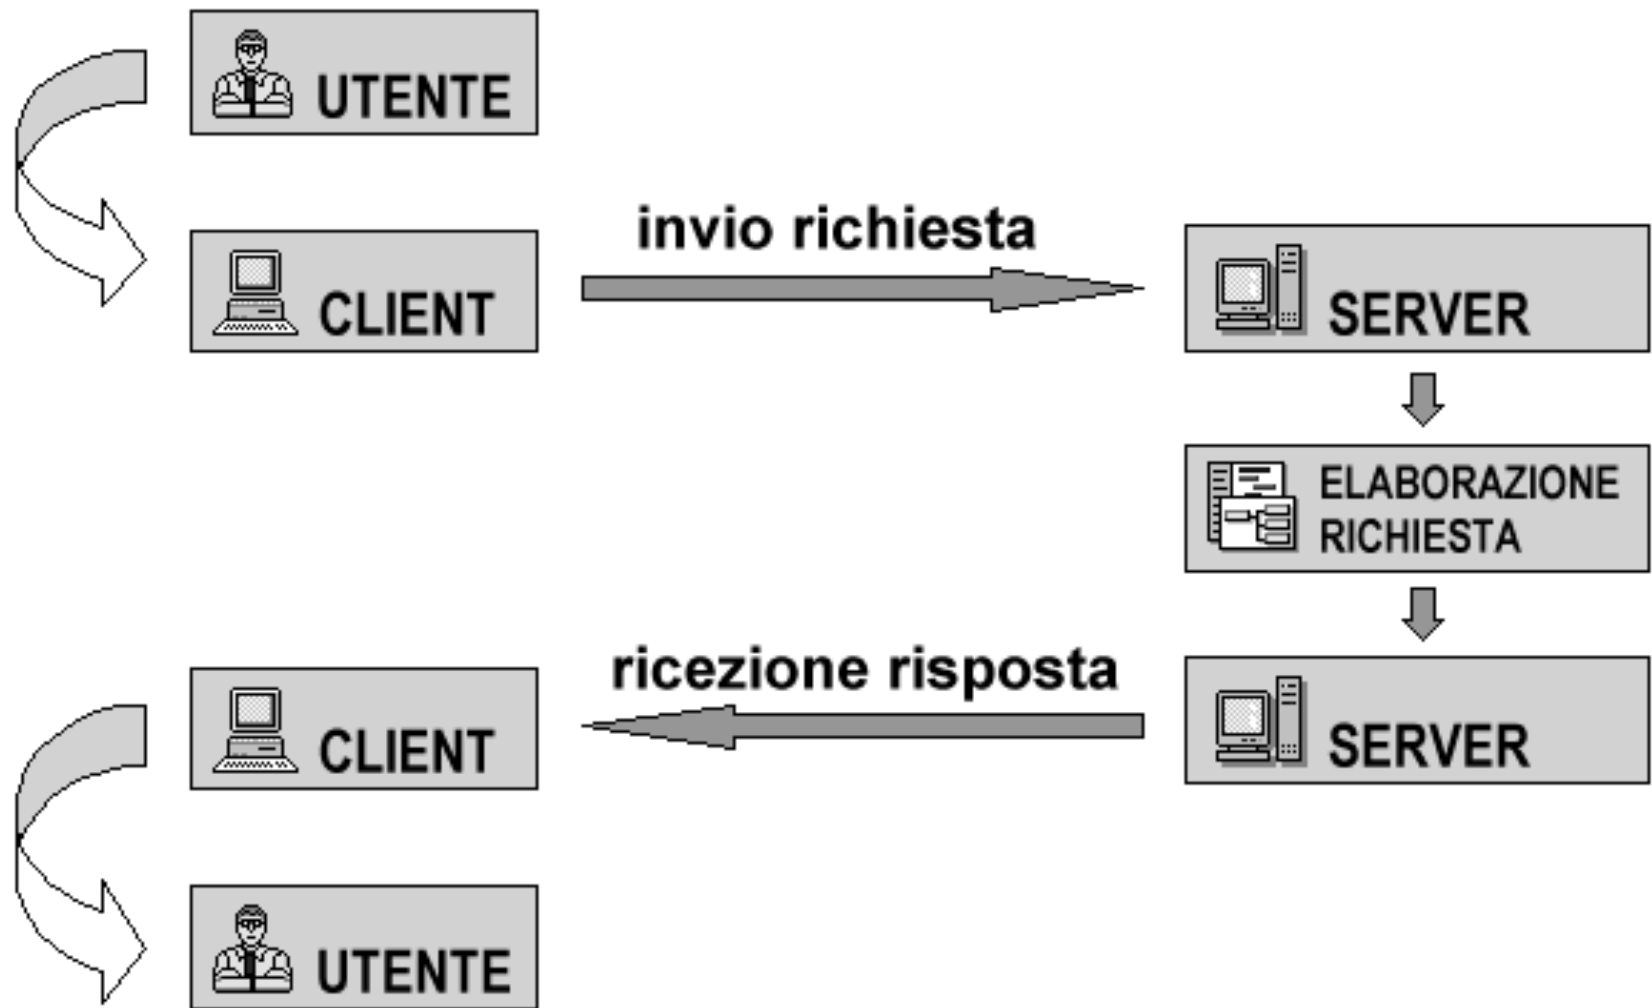 UTENTE
invio richiesta
CLIENT
SERVER
ELABORAZIONE
RICHIESTA
ricezione risposta
SERVER
CLIENT
UTENTE